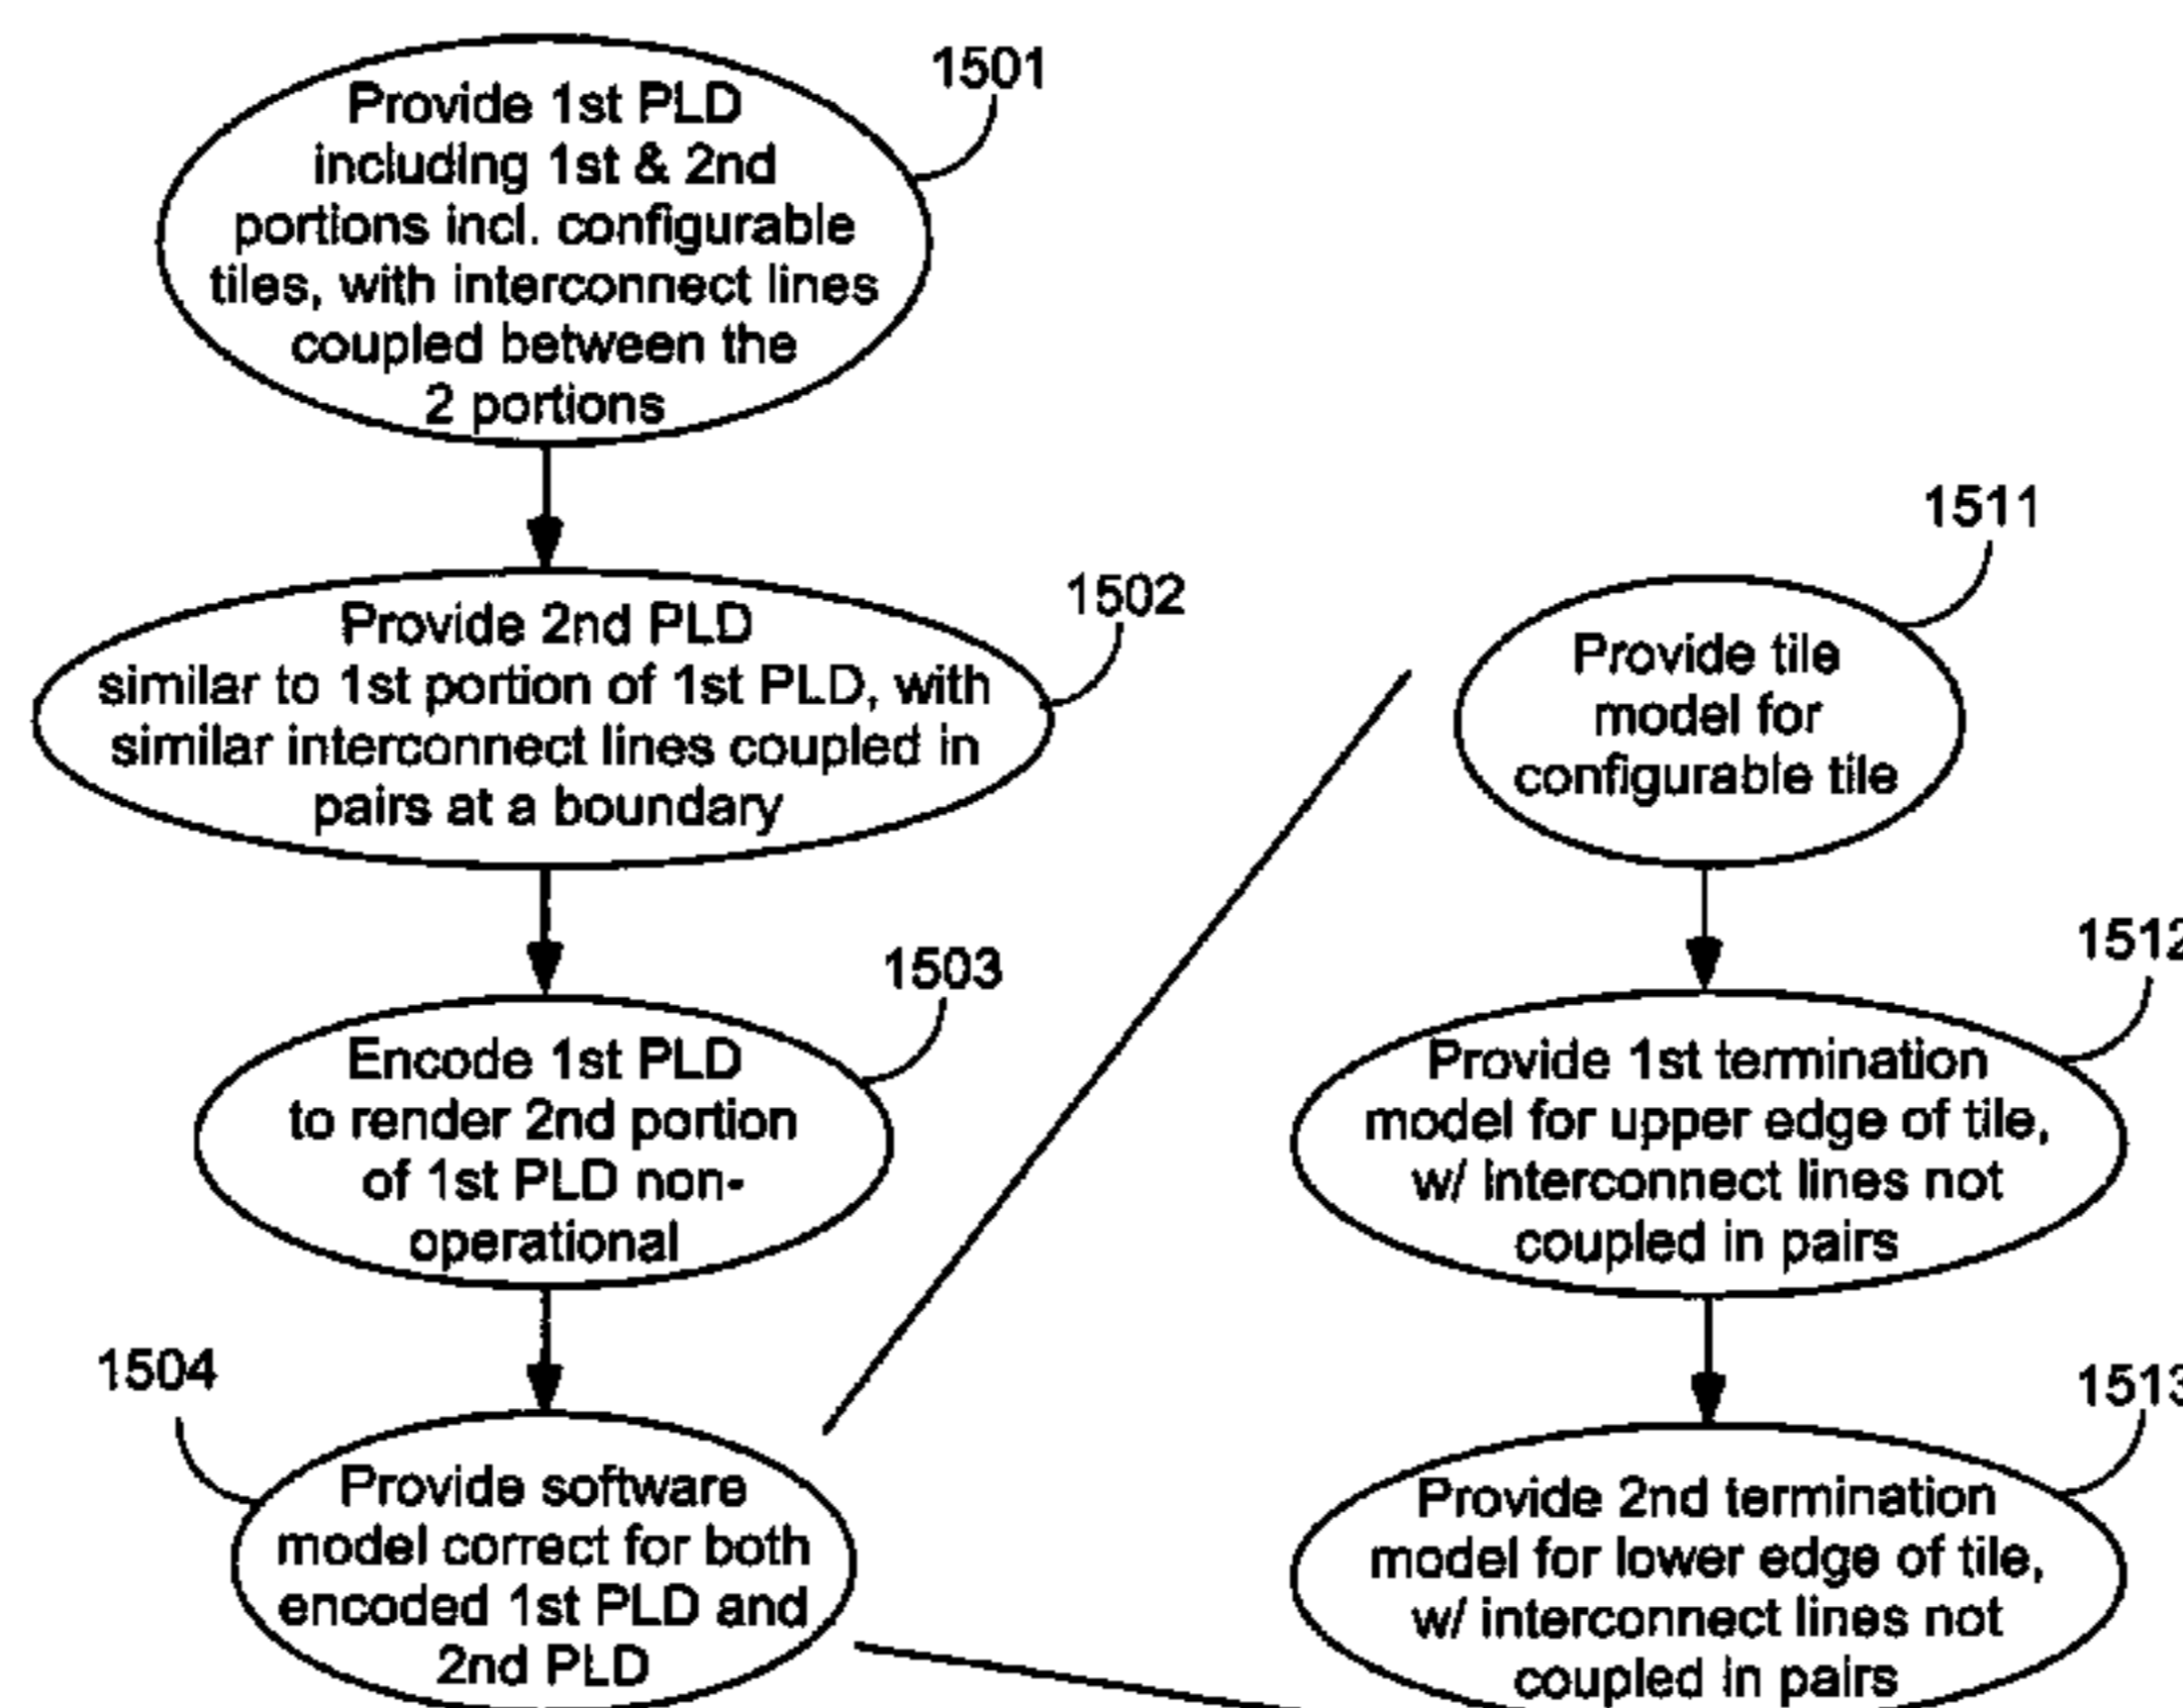 1501
Provide 1st PLD
including 1st & 2nd
portions incl. configurable
tiles, with interconnect lines
coupled between the
2 portions
1502
Provide 2nd PLD
similar to 1st portion of 1st PLD, with
similar interconnect lines coupled in
pairs at a boundary
1503
Encode 1st PLD
to render 2nd portion
of 1st PLD non-
operational
1504
Provide software
model correct for both
encoded 1st PLD and
2nd PLD
1511
Provide tile
model for
configurable tile
1512
Provide 1st termination
model for upper edge of tile,
w/ interconnect lines not
coupled in pairs
1513
Provide 2nd termination
model for lower edge of tile,
w/ interconnect lines not
coupled in pairs